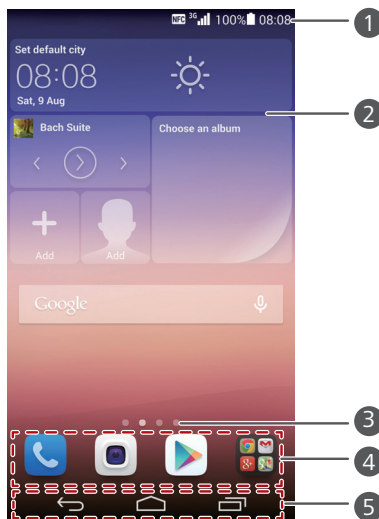 NFC 3G 100% 08:08
1
Set default city
08:08
Sat, 9 Aug
2
Bach Suite
Choose an album
Add
Add
Google
3
4
5